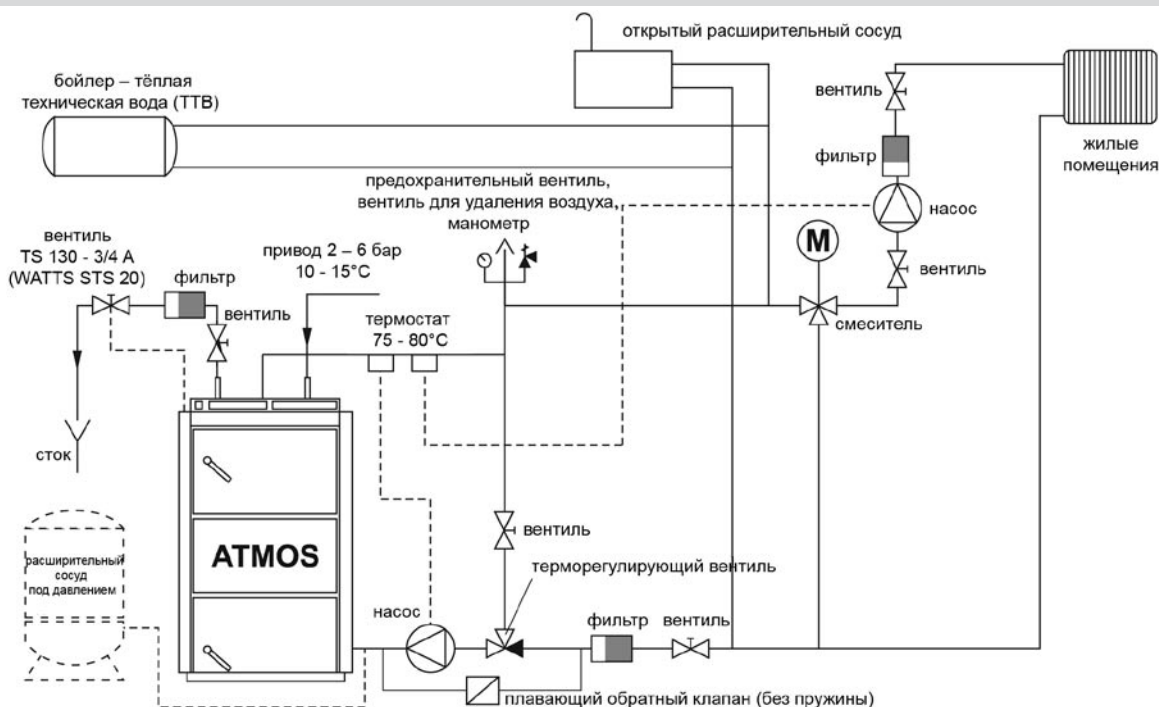 открытый расширительный сосуд
бойлер – тёплая
техническая вода (ТТВ)
вентиль
фильтр
жилые
помещения
предохранительный вентиль,
вентиль для удаления воздуха,
манометр
насос
M
вентиль
смеситель
вентиль
TS 130 - 3/4 A
(WATTS STS 20)
фильтр
вентиль
привод 2 – 6 бар
10 - 15°C
термостат
75 - 80°C
сток
ATMOS
расширительный
сосуд
под давлением
вентиль
терморегулирующий вентиль
насос
фильтр
вентиль
плавающий обратный клапан (без пружины)